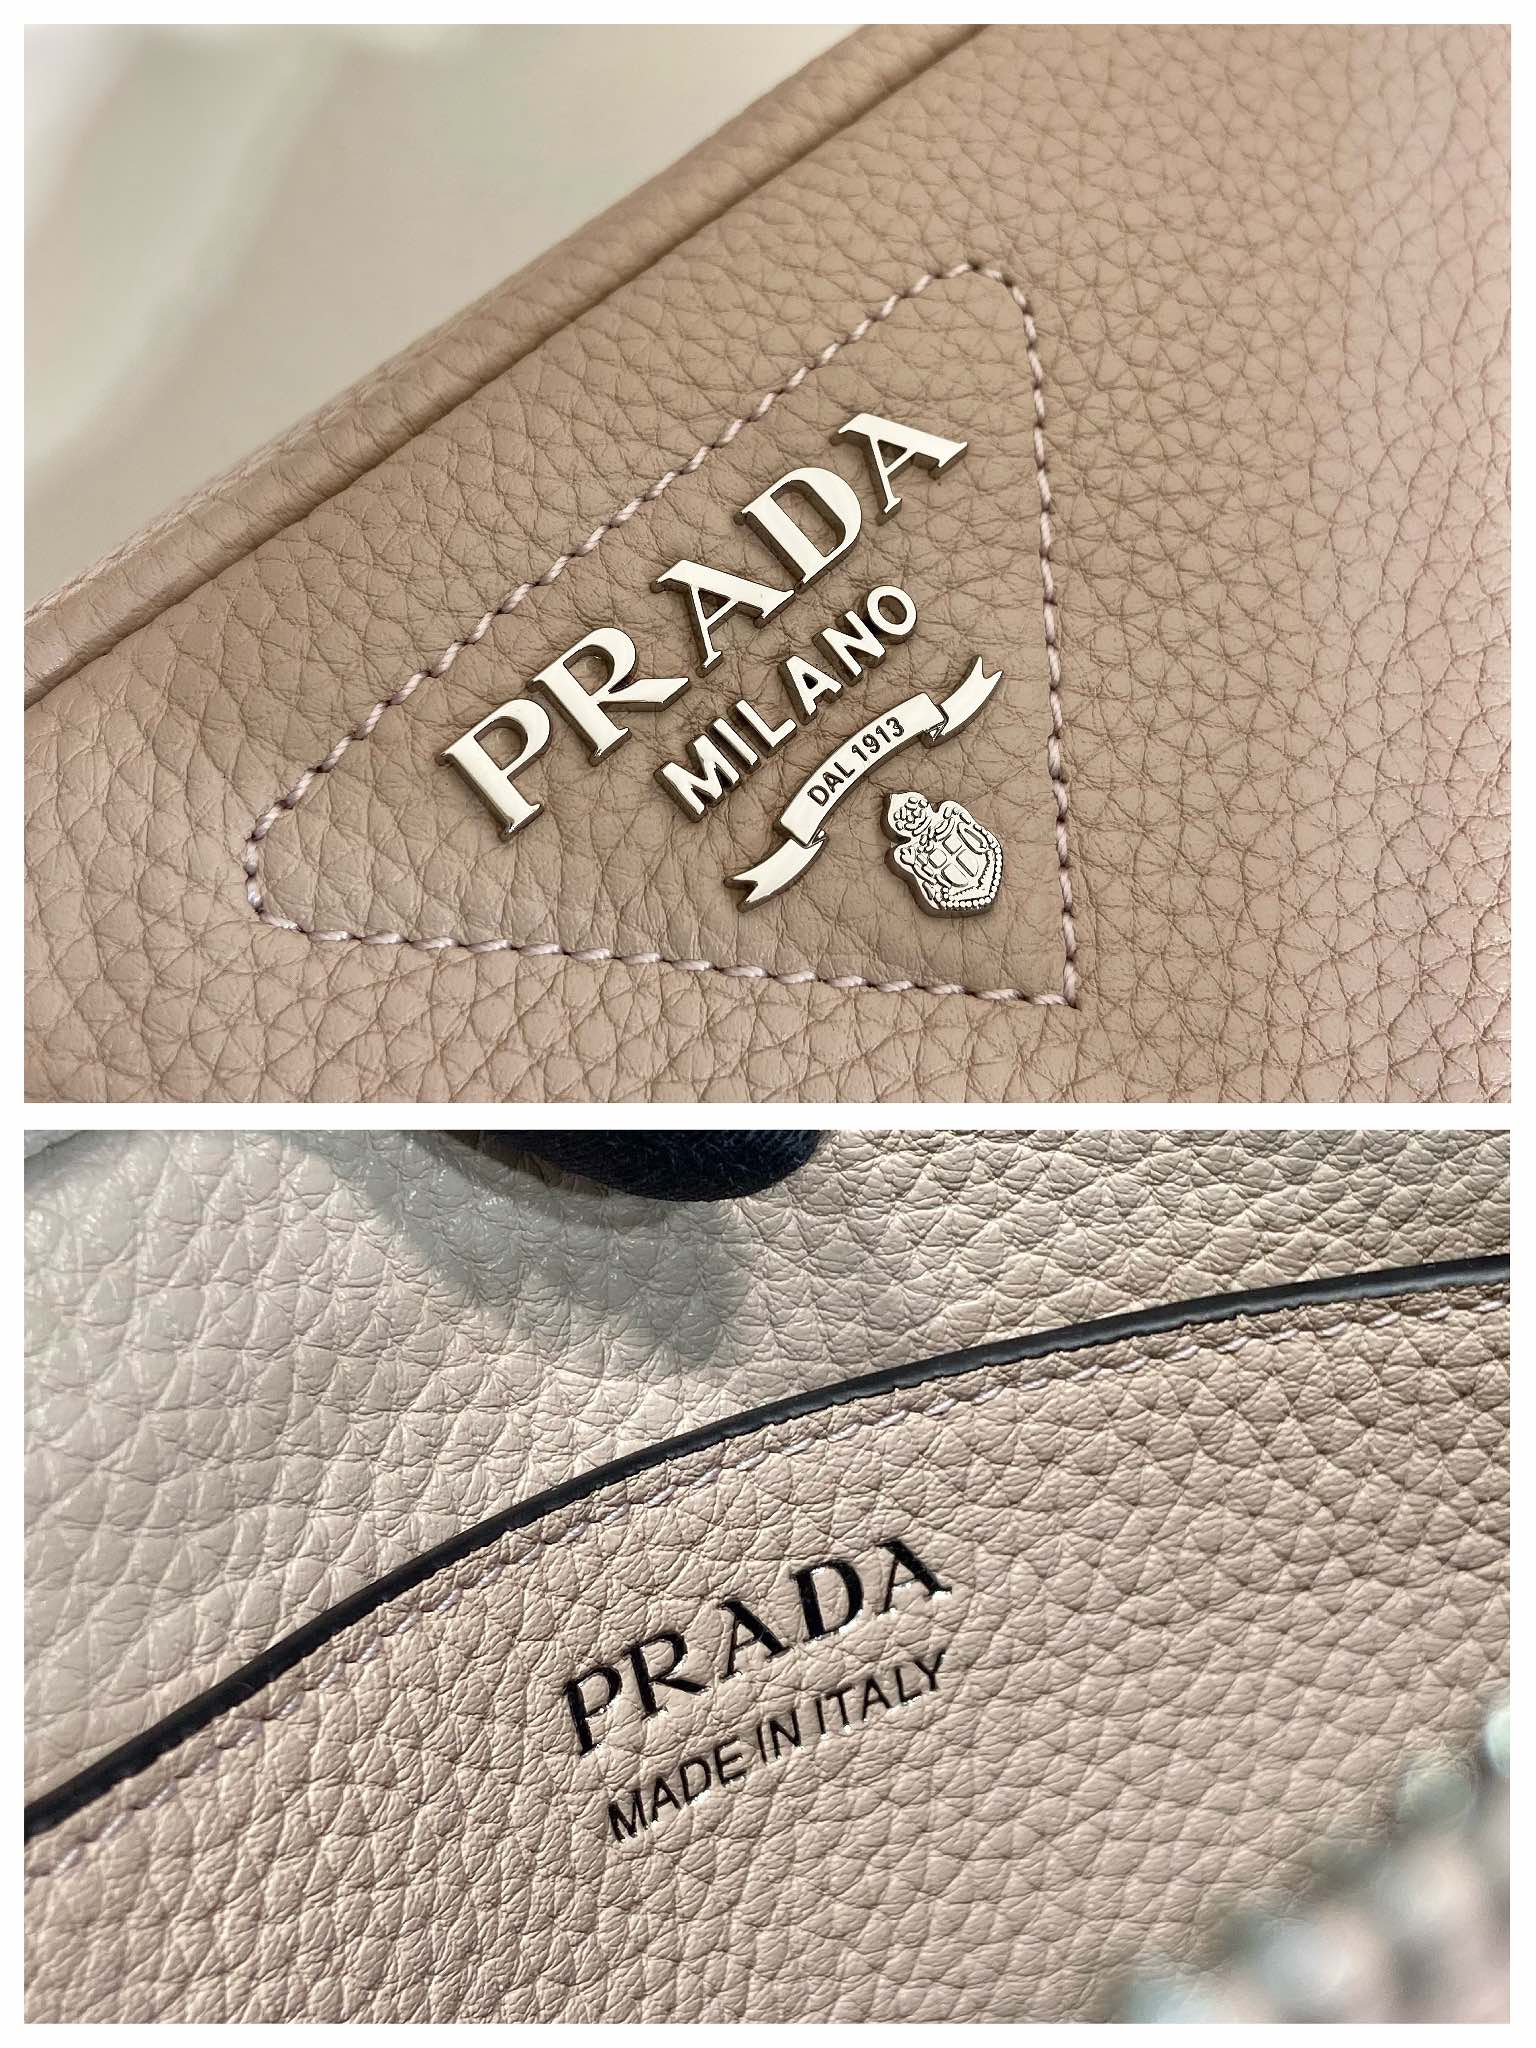 PRADA
MILANO
DAL 1913
PRADA
MADE IN ITALY